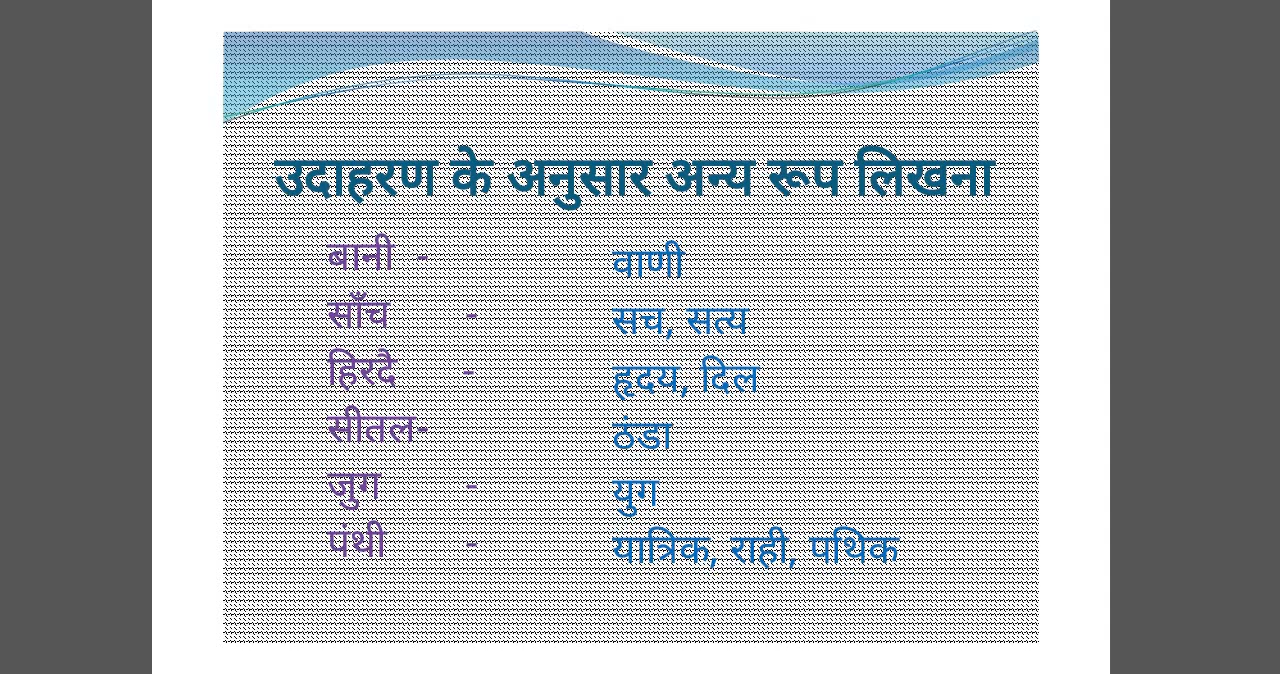 उदाहरण के अनुसार अन्य रूप लिखना
बानी - वाणी
साँच - सच, सत्य
हिरदै - हृदय, दिल
सीतल- ठंडा
जुग - युग
पंथी - यात्रिक, राही, पथिक